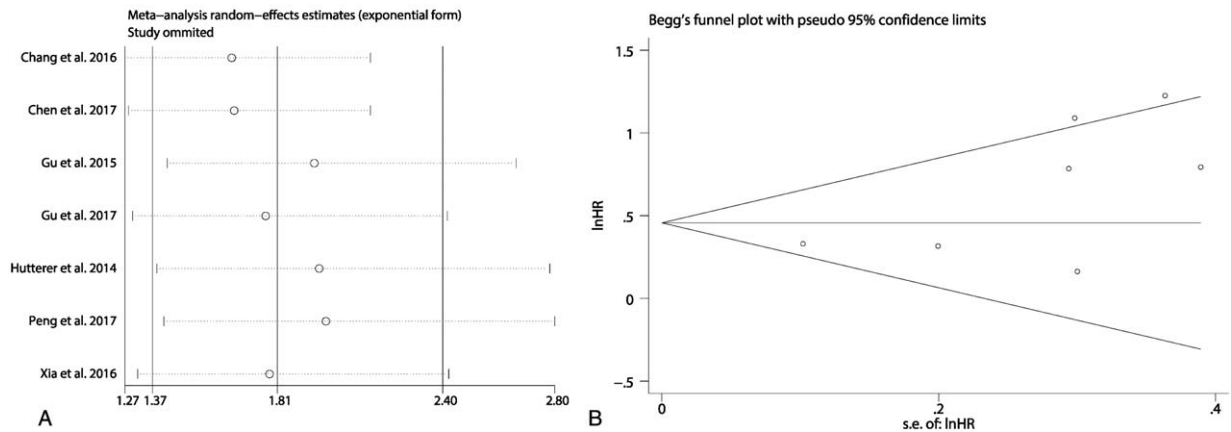 Meta−analysis random−effects estimates (exponential form)
Study ommited
Chang et al. 2016
Chen et al. 2017
Gu et al. 2015
Gu et al. 2017
Hutterer et al. 2014
Peng et al. 2017
Xia et al. 2016
1.27 1.37 1.81 2.40 2.80
A
Begg's funnel plot with pseudo 95% confidence limits
lnHR
1.5
1
.5
0
−.5
0 .2 .4
s.e. of: lnHR
B